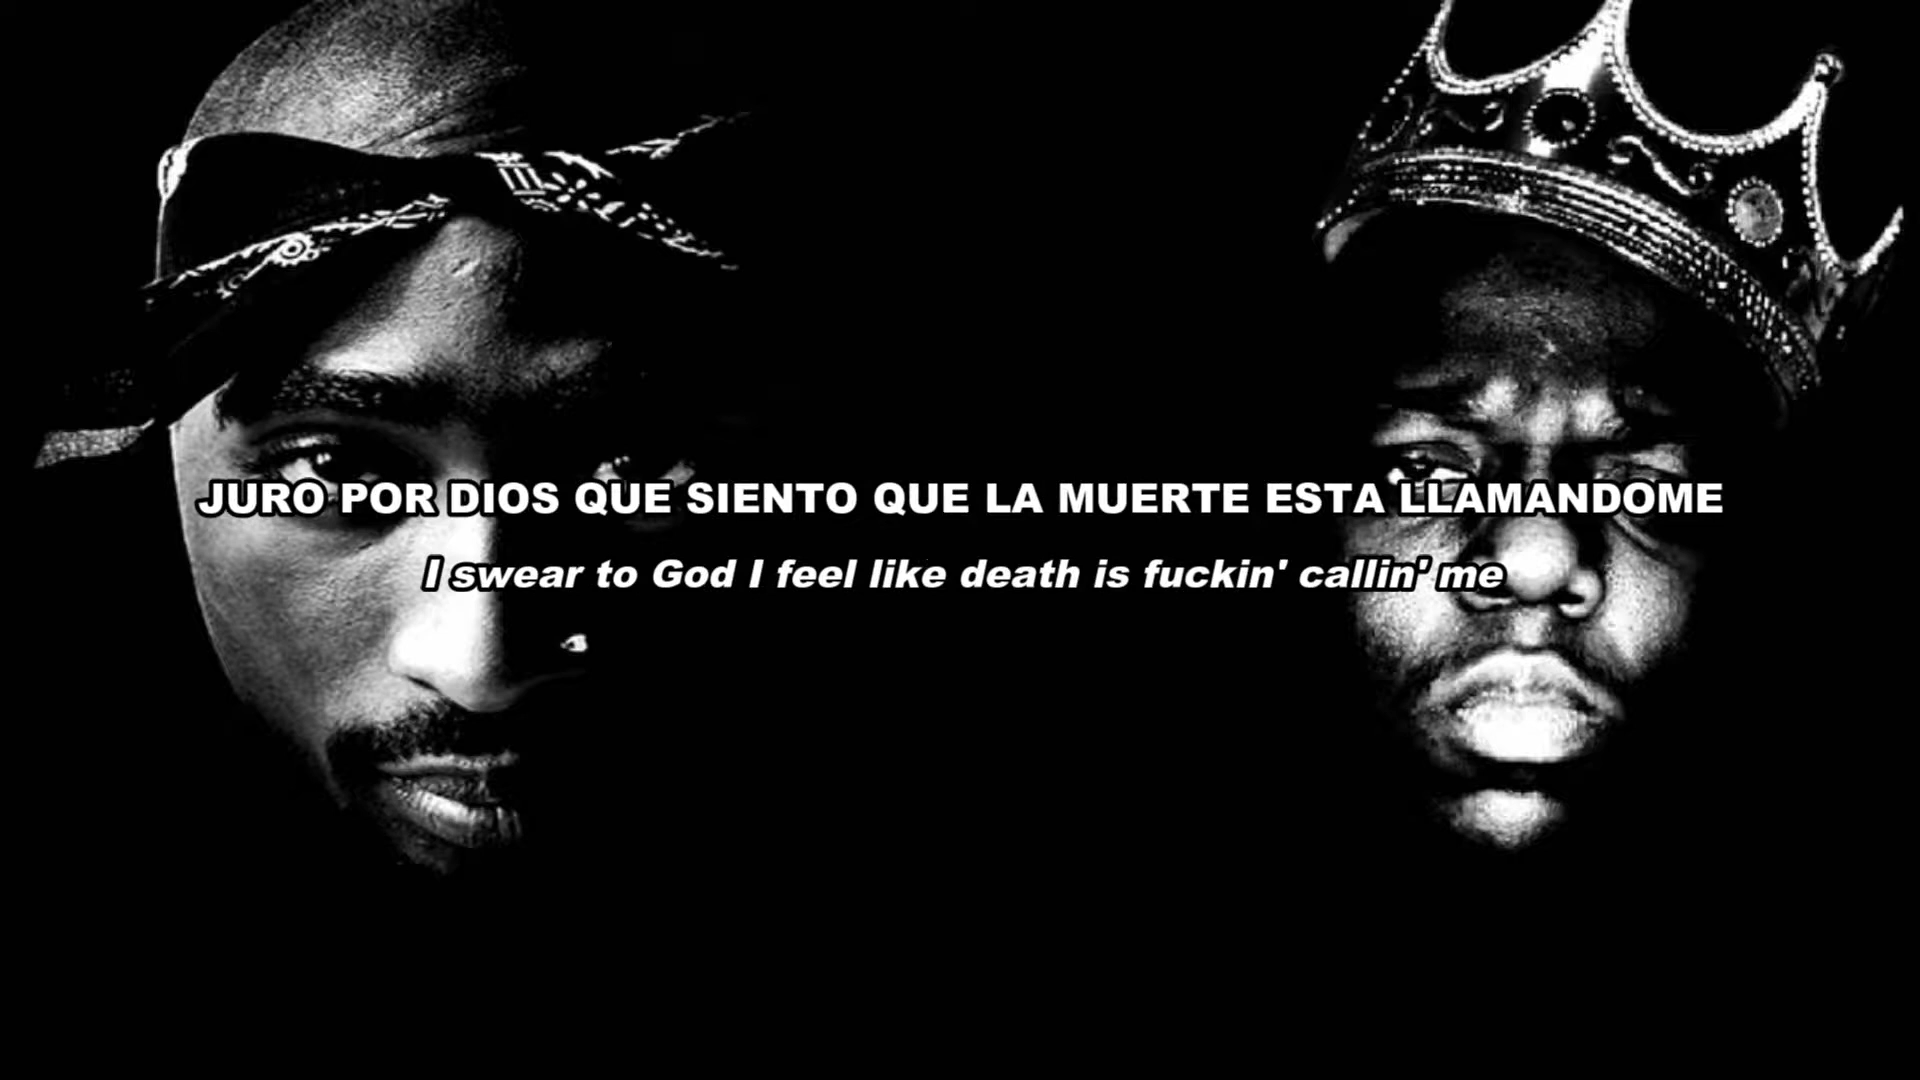 JURO POR DIOS QUE SIENTO QUE LA MUERTE ESTA LLAMANDOME
I swear to God I feel like death is fuckin' callin' me